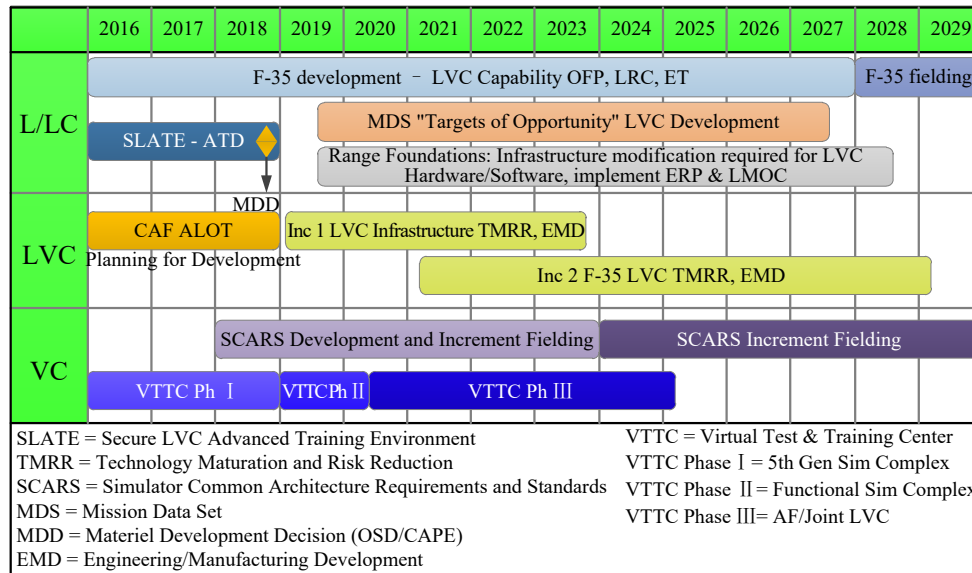 2016 2017 2018 2019 2020 2021 2022 2023 2024 2025 2026 2027 2028 2029
L/LC
F-35 development – LVC Capability OFP, LRC, ET
F-35 fielding
MDS "Targets of Opportunity" LVC Development
SLATE - ATD
Range Foundations: Infrastructure modification required for LVC
Hardware/Software, implement ERP & LMOC
MDD
LVC
CAF ALOT
Inc 1 LVC Infrastructure TMRR, EMD
Planning for Development
Inc 2 F-35 LVC TMRR, EMD
VC
SCARS Development and Increment Fielding
SCARS Increment Fielding
VTTC Ph Ⅰ
VTTCPh Ⅱ
VTTC Ph Ⅲ
SLATE = Secure LVC Advanced Training Environment
TMRR = Technology Maturation and Risk Reduction
SCARS = Simulator Common Architecture Requirements and Standards
MDS = Mission Data Set
MDD = Materiel Development Decision (OSD/CAPE)
EMD = Engineering/Manufacturing Development
VTTC = Virtual Test & Training Center
VTTC Phase Ⅰ = 5th Gen Sim Complex
VTTC Phase Ⅱ = Functional Sim Complex
VTTC Phase Ⅲ= AF/Joint LVC